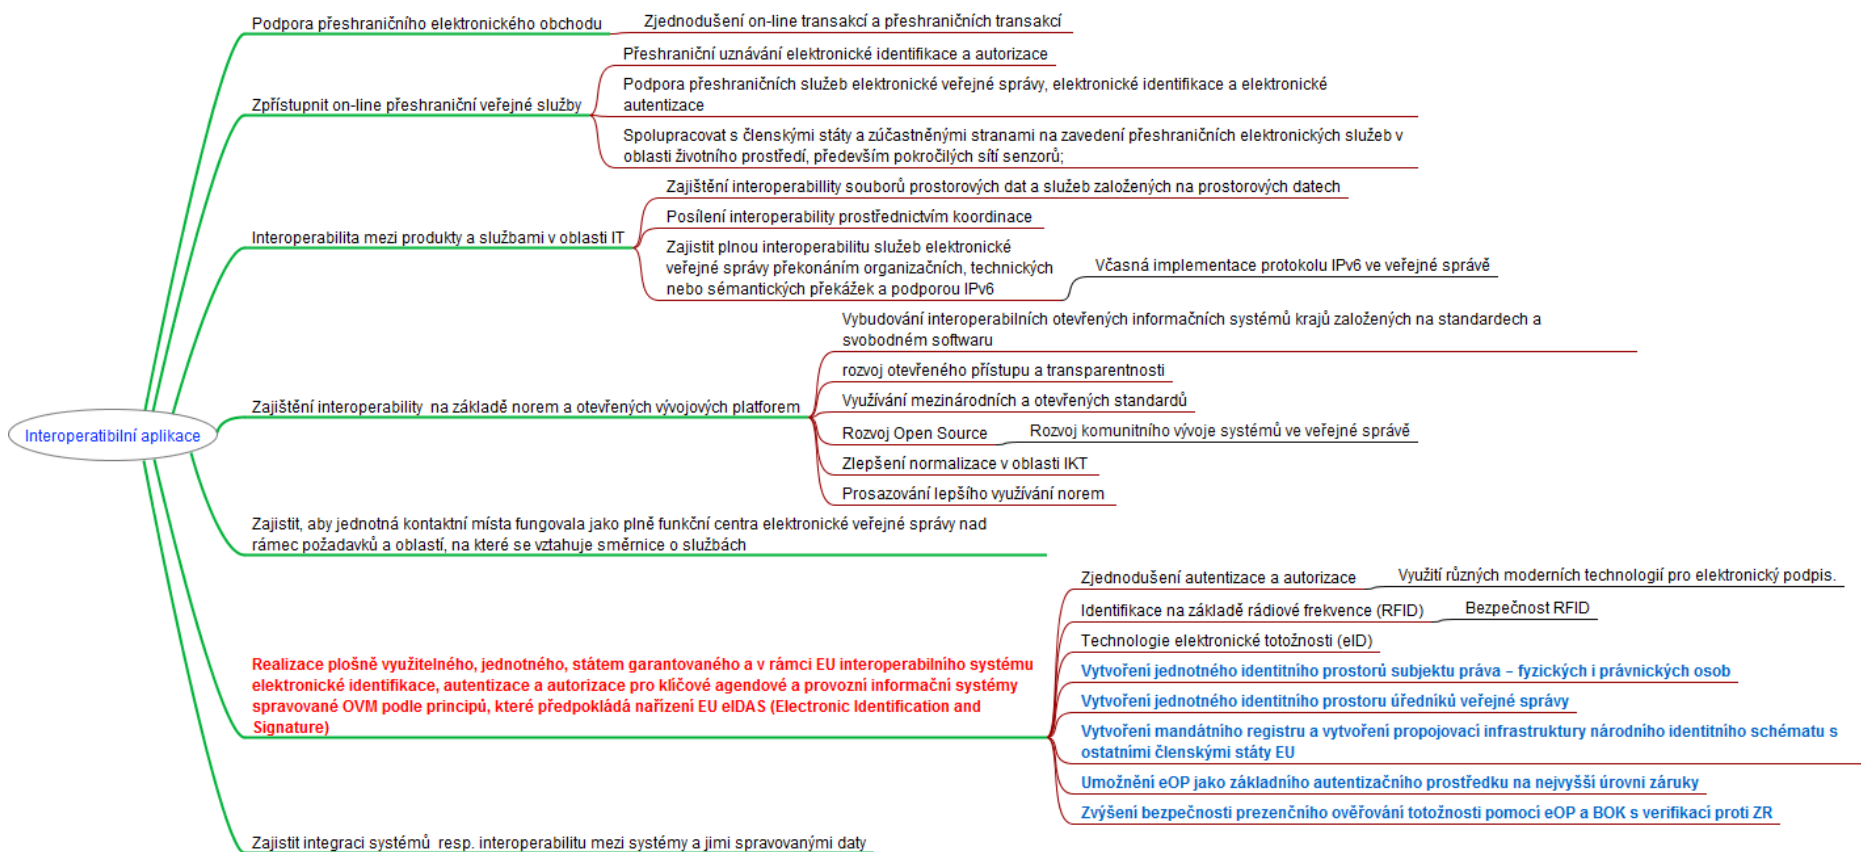 Podpora přeshraničního elektronického obchodu
Zjednodušení on-line transakcí a přeshraničních transakcí
Zpřístupnit on-line přeshraniční veřejné služby
Přeshraniční uznávání elektronické identifikace a autorizace
Podpora přeshraničních služeb elektronické veřejné správy, elektronické identifikace a elektronické
autentizace
Spolupracovat s členskými státy a zúčastněnými stranami na zavedení přeshraničních elektronických služeb v
oblasti životního prostředí, především pokročilých sítí senzorů;
Interoperabilita mezi produkty a službami v oblasti IT
Zajištění interoperabillity souborů prostorových dat a služeb založených na prostorových datech
Posílení interoperability prostřednictvím koordinace
Zajistit plnou interoperabilitu služeb elektronické
veřejné správy překonáním organizačních, technických
nebo sémantických překážek a podporou IPv6
Včasná implementace protokolu IPv6 ve veřejné správě
Interoperatibilní aplikace
Zajištění interoperability na základě norem a otevřených vývojových platforem
Vybudování interoperabilních otevřených informačních systémů krajů založených na standardech a
svobodném softwaru
rozvoj otevřeného přístupu a transparentnosti
Využívání mezinárodních a otevřených standardů
Rozvoj Open Source
Rozvoj komunitního vývoje systémů ve veřejné správě
Zlepšení normalizace v oblasti IKT
Prosazování lepšího využívání norem
Zajistit, aby jednotná kontaktní místa fungovala jako plně funkční centra elektronické veřejné správy nad
rámec požadavků a oblastí, na které se vztahuje směrnice o službách
Realizace plošně využitelného, jednotného, státem garantovaného a v rámci EU interoperabilního systému
elektronické identifikace, autentizace a autorizace pro klíčové agendové a provozní informační systémy
spravované OVM podle principů, které předpokládá nařízení EU eIDAS (Electronic Identification and
Signature)
Zjednodušení autentizace a autorizace
Využití různých moderních technologií pro elektronický podpis.
Identifikace na základě rádiové frekvence (RFID)
Bezpečnost RFID
Technologie elektronické totožnosti (eID)
Vytvoření jednotného identitního prostorů subjektu práva – fyzických i právnických osob
Vytvoření jednotného identitního prostoru úředníků veřejné správy
Vytvoření mandátního registru a vytvoření propojovací infrastruktury národního identitního schématu s
ostatními členskými státy EU
Umožnění eOP jako základního autentizačního prostředku na nejvyšší úrovni záruky
Zvýšení bezpečnosti prezenčního ověřování totožnosti pomocí eOP a BOK s verifikací proti ZR
Zajistit integraci systémů resp. interoperabilitu mezi systémy a jimi spravovanými daty